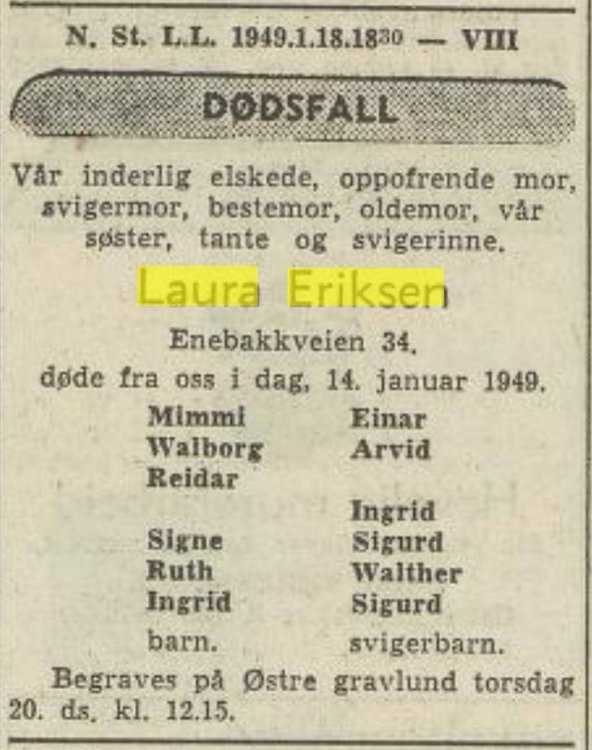 N. St. L.L. 1949.1.18.18³⁰ — VIII
DØDSFALL
Vår inderlig elskede, oppofrende mor,
svigermor, bestemor, oldemor, vår
søster, tante og svigerinne.
Laura Eriksen
Enebakkveien 34,
døde fra oss i dag, 14. januar 1949.
Mimmi Einar
Walborg Arvid
Reidar
Ingrid
Signe Sigurd
Ruth Walther
Ingrid Sigurd
barn. svigerbarn.
Begraves på Østre gravlund torsdag
20. ds. kl. 12.15.